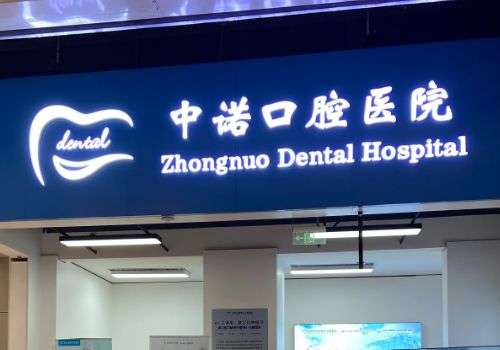 dental
中诺口腔医院
Zhongnuo Dental Hospital